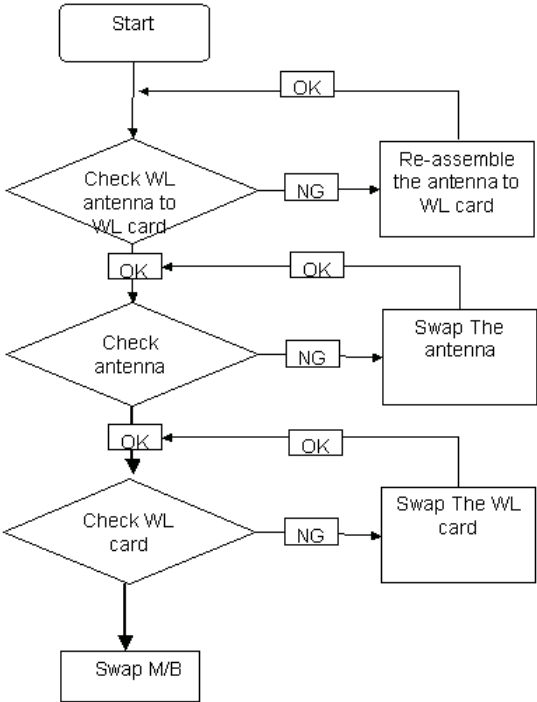 Start
OK
Check WL
antenna to
WL card
NG
Re-assemble
the antenna to
WL card
OK
OK
Check
antenna
NG
Swap The
antenna
OK
OK
Check WL
card
NG
Swap The WL
card
Swap M/B